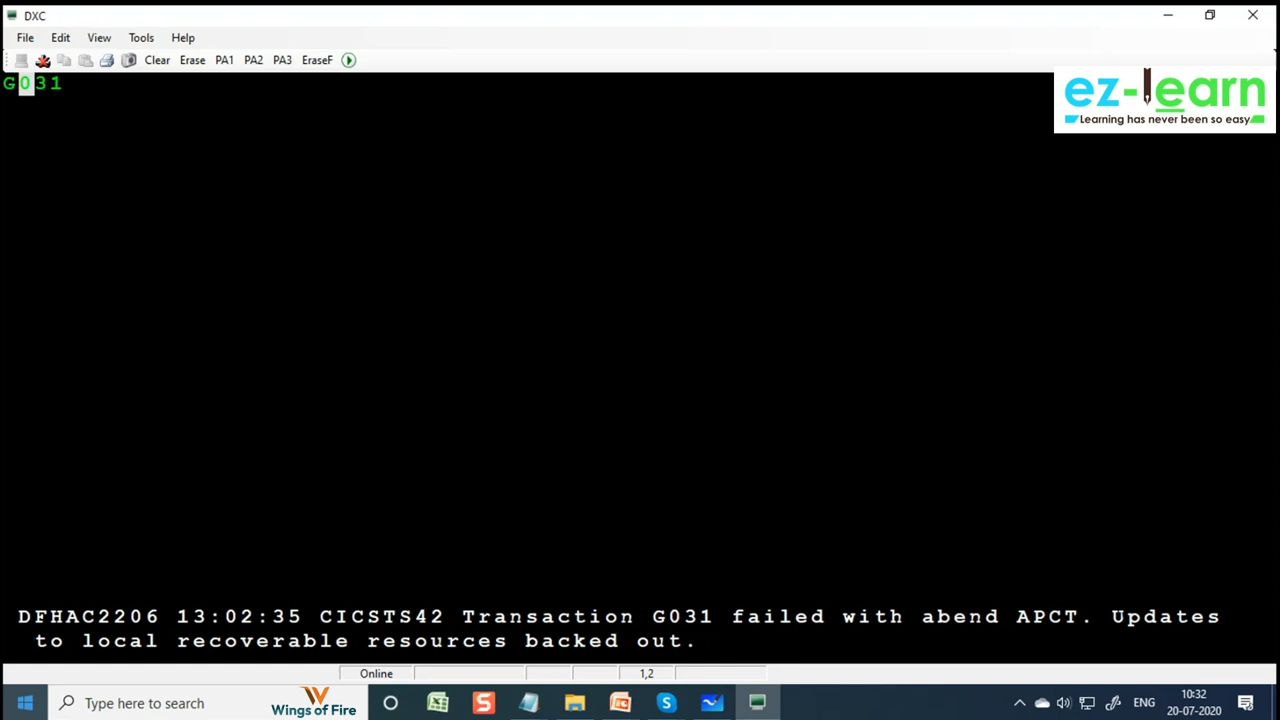 DXC
File Edit View Tools Help
Clear Erase PA1 PA2 PA3 EraseF
G031
ez-learn
Learning has never been so easy
DFHAC2206 13:02:35 CICSTS42 Transaction G031 failed with abend APCT. Updates
to local recoverable resources backed out.
Online 1,2
Type here to search
Wings of Fire
ENG
10:32
20-07-2020